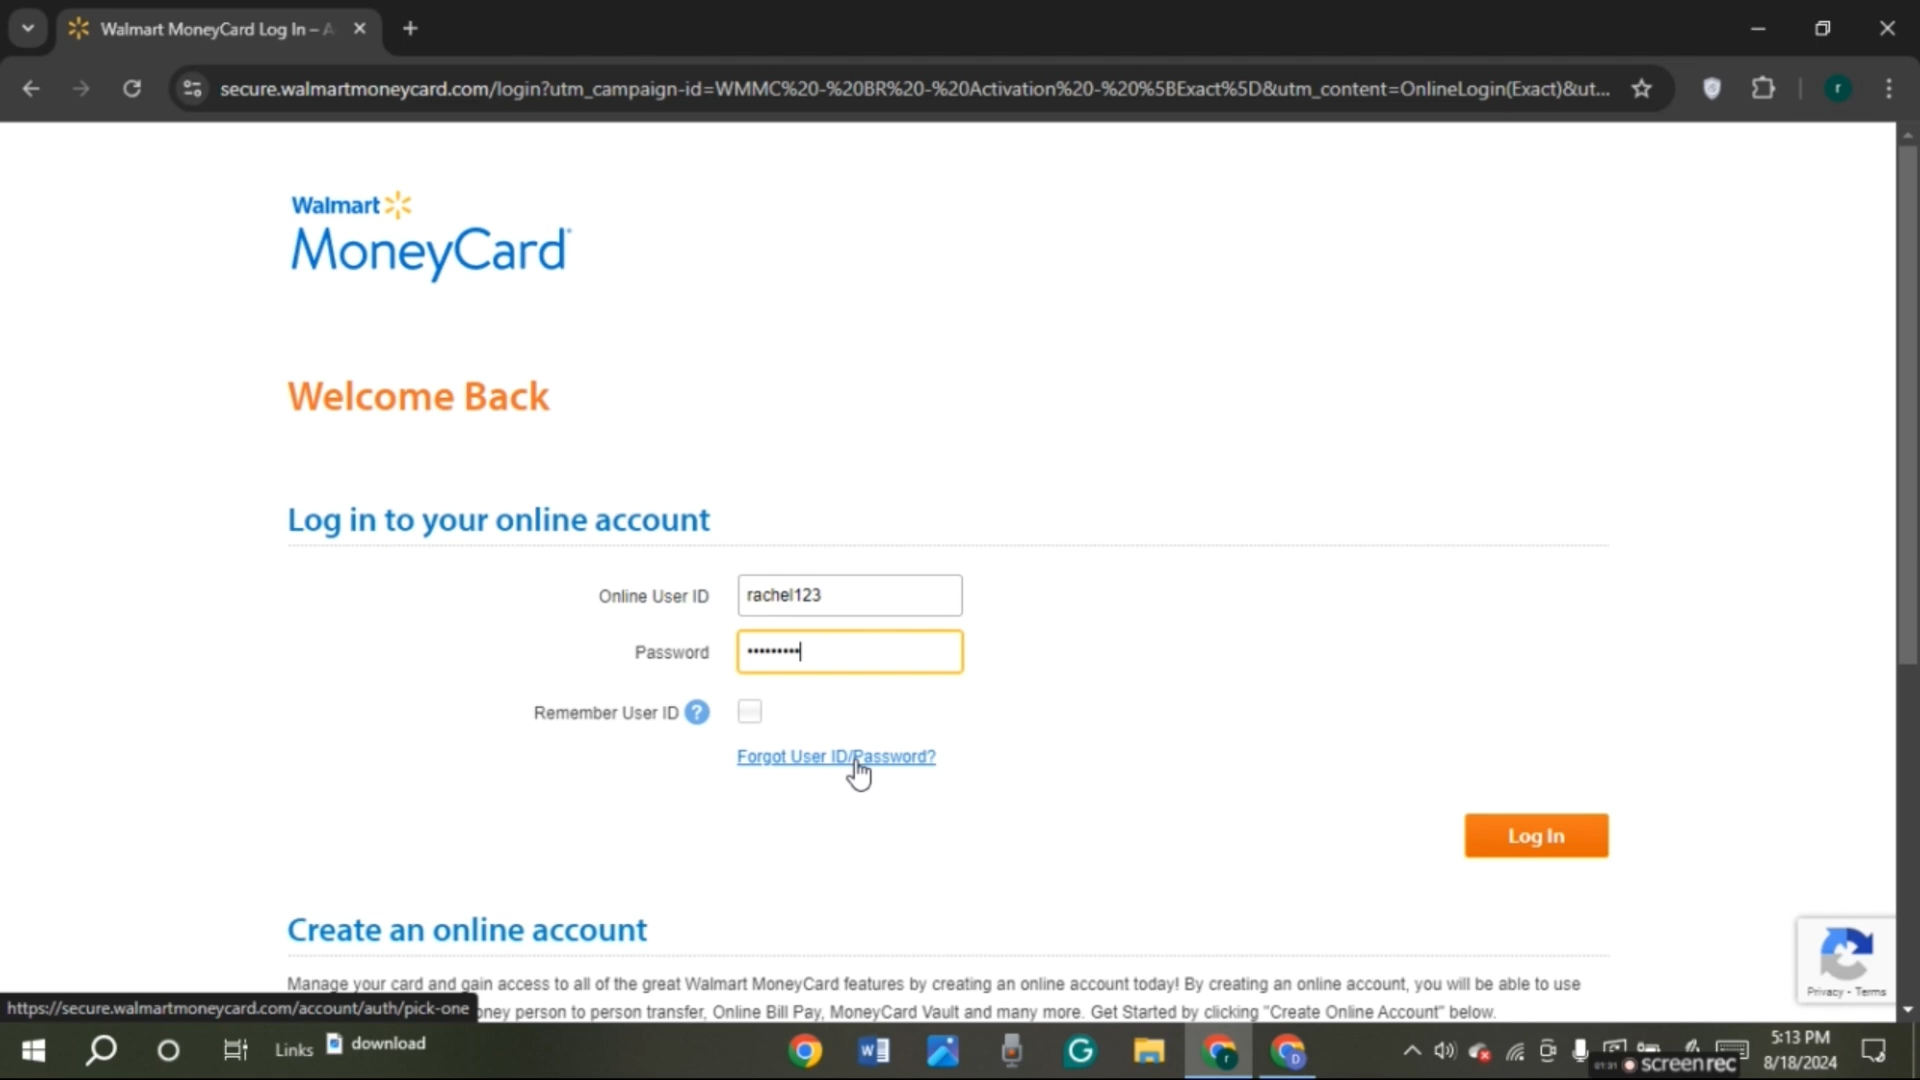 Walmart MoneyCard Log In – A
secure.walmartmoneycard.com/login?utm_campaign-id=WMMC%20-%20BR%20-%20Activation%20-%20%5BExact%5D&utm_content=OnlineLogin(Exact)&ut...
r
Walmart
MoneyCard
Welcome Back
Log in to your online account
Online User ID
rachel123
Password
•••••••••
Remember User ID ?
Forgot User ID/Password?
Log In
Create an online account
Manage your card and gain access to all of the great Walmart MoneyCard features by creating an online account today! By creating an online account, you will be able to use
oney person to person transfer, Online Bill Pay, MoneyCard Vault and many more. Get Started by clicking "Create Online Account" below.
Privacy - Terms
https://secure.walmartmoneycard.com/account/auth/pick-one
Links
download
5:13 PM
8/18/2024
01:31
screenrec